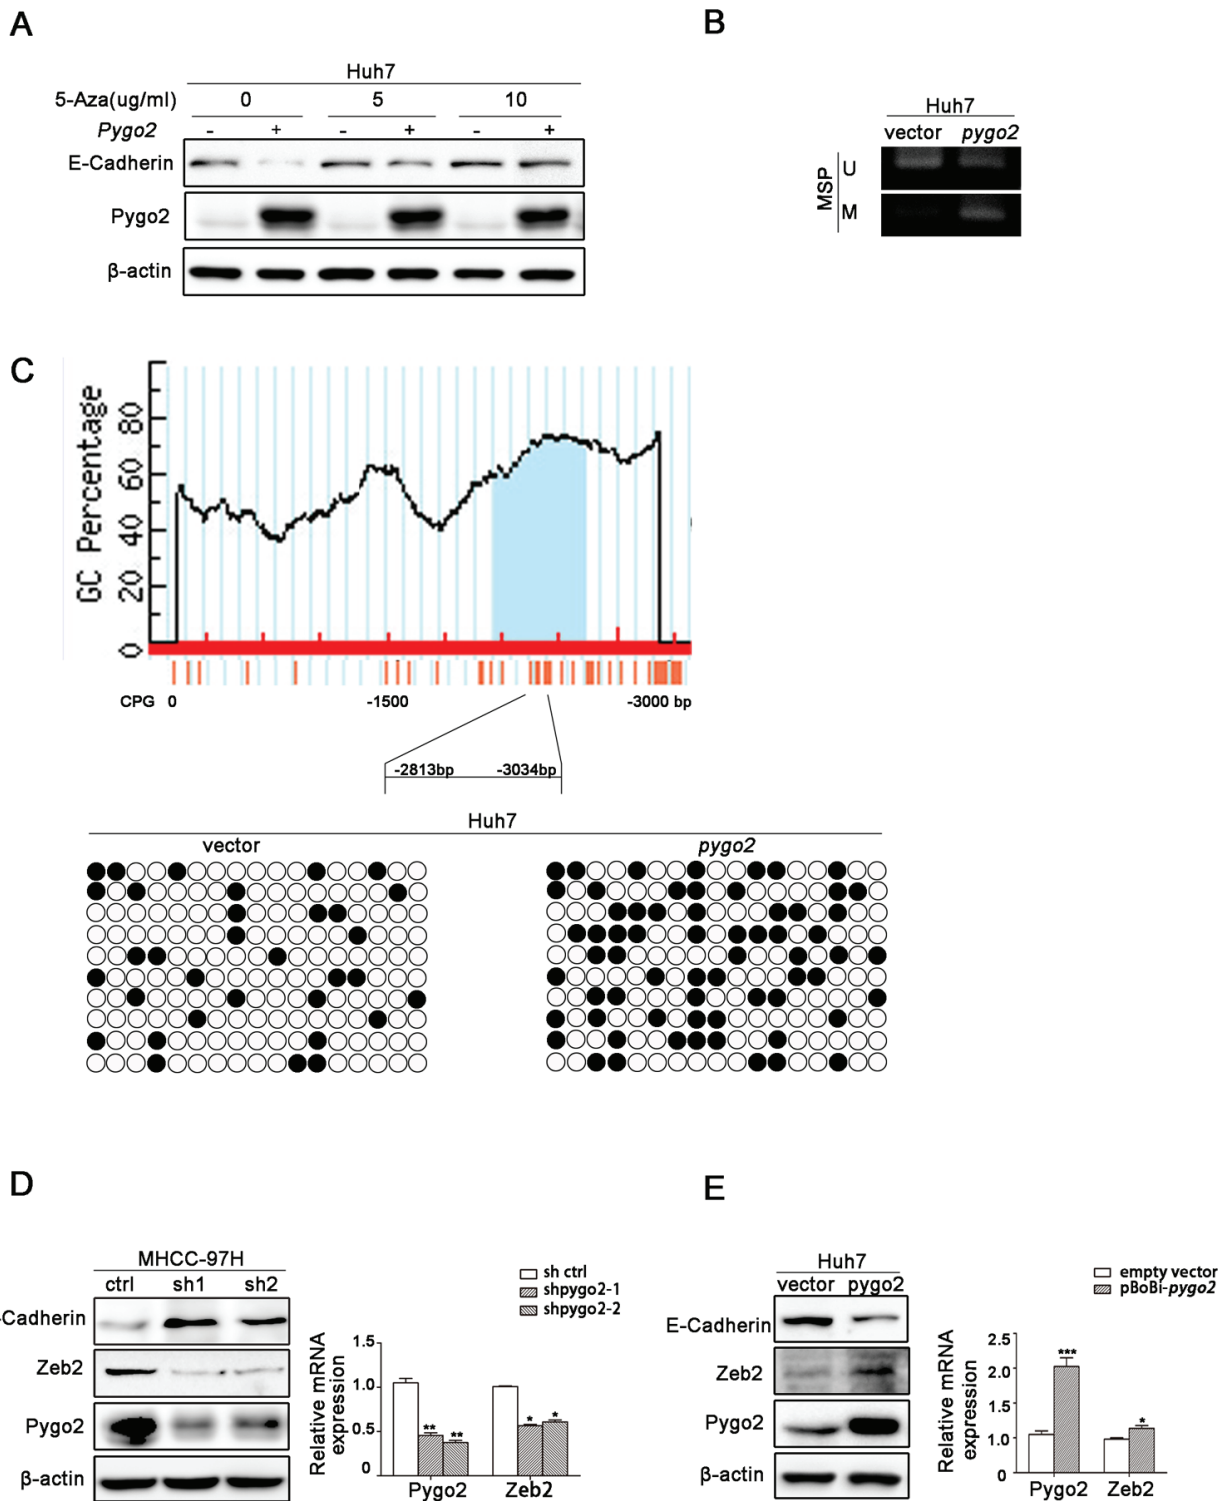 A
Huh7
5-Aza(ug/ml) 0 5 10
Pygo2 - + - + - +
E-Cadherin
Pygo2
β-actin
B
Huh7
vector pygo2
MSP
U
M
C
GC Percentage
80
60
40
20
0
CPG 0 -1500 -3000 bp
-2813bp -3034bp
Huh7
vector pygo2
D
MHCC-97H
ctrl sh1 sh2
-Cadherin
Zeb2
Pygo2
β-actin
sh ctrl
shpygo2-1
shpygo2-2
Relative mRNA
expression
1.5
1.0
0.5
0
** ** * *
Pygo2 Zeb2
E
Huh7
vector pygo2
E-Cadherin
Zeb2
Pygo2
β-actin
empty vector
pBoBi-pygo2
Relative mRNA
expression
2.5
2.0
1.5
1.0
0
*** *
Pygo2 Zeb2